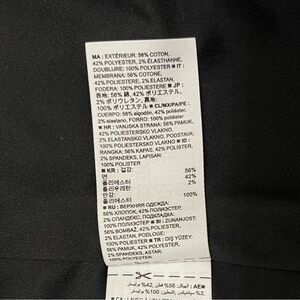 MA : EXTÉRIEUR: 56% COTON,
42% POLYESTER, 2% ÉLASTHANNE,
DOUBLURE: 100% POLYESTER ■ IT :
MEMBRANA: 56% COTONE,
42% POLIESTERE, 2% ELASTAN,
FODERA: 100% POLIESTERE ■ JP :
表地: 56% 綿, 42% ポリエステル,
2% ポリウレタン, 裏地:
100% ポリエステル ■ CL/MX/PA/PE :
CUERPO: 56% algodón, 42% poliéster,
2% elastano, FORRO: 100% poliéster
■ HR : VANJSKA STRANA: 56% PAMUK,
42% POLIESTERSKO VLAKNO,
2% ELASTANSKO VLAKNO, PODSTAVA:
100% POLIESTERSKO VLAKNO ■ ID :
RANGKA: 56% KAPAS, 42% POLIESTER,
2% SPANDEKS, LAPISAN:
100% POLISTER
■ KR : 겉감:
면 56%
폴리에스터 42%
폴리우레탄 2%
안감:
폴리에스터 100%
■ RU : ВЕРХНЯЯ ОДЕЖДА:
56% ХЛОПОК, 42% ПОЛИЭСТЕР,
2% СПАНДЕКС, ПОДКЛАДКА:
100% ПОЛИЭСТЕР
56% BOMBAŽ, 42% POLIESTER,
2% ELASTAN, PODLOGE:
100% POLIESTER ■ TR : DIŞ YÜZEY:
56% PAMUK, 42% POLİESTER,
2% SPANDEKS, ASTAR:
100% POLİESTER